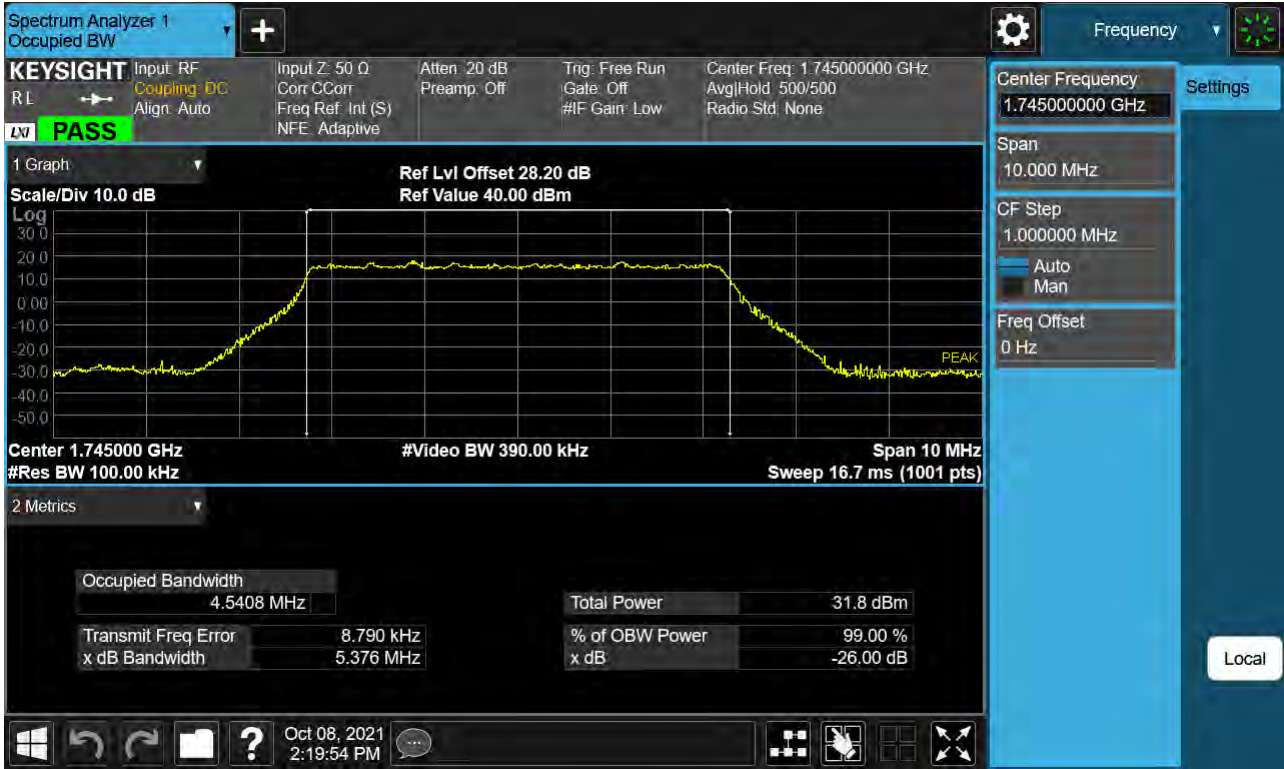 Spectrum Analyzer 1
Occupied BW
+
Frequency
KEYSIGHT
R L
LXI PASS
Input: RF
Coupling: DC
Align: Auto
Input Z: 50 Ω
Corr CCorr
Freq Ref: Int (S)
NFE: Adaptive
Atten: 20 dB
Preamp: Off
Trig: Free Run
Gate: Off
#IF Gain: Low
Center Freq: 1.745000000 GHz
Avg|Hold: 500/500
Radio Std: None
Center Frequency
1.745000000 GHz
Settings
Span
10.000 MHz
CF Step
1.000000 MHz
Auto
Man
Freq Offset
0 Hz
Local
1 Graph
Scale/Div 10.0 dB
Ref Lvl Offset 28.20 dB
Ref Value 40.00 dBm
Log
30.0
20.0
10.0
0.00
-10.0
-20.0
-30.0
-40.0
-50.0
PEAK
Center 1.745000 GHz
#Video BW 390.00 kHz
Span 10 MHz
#Res BW 100.00 kHz
Sweep 16.7 ms (1001 pts)
2 Metrics
Occupied Bandwidth
4.5408 MHz
Total Power 31.8 dBm
Transmit Freq Error 8.790 kHz
% of OBW Power 99.00 %
x dB Bandwidth 5.376 MHz
x dB -26.00 dB
?
Oct 08, 2021
2:19:54 PM